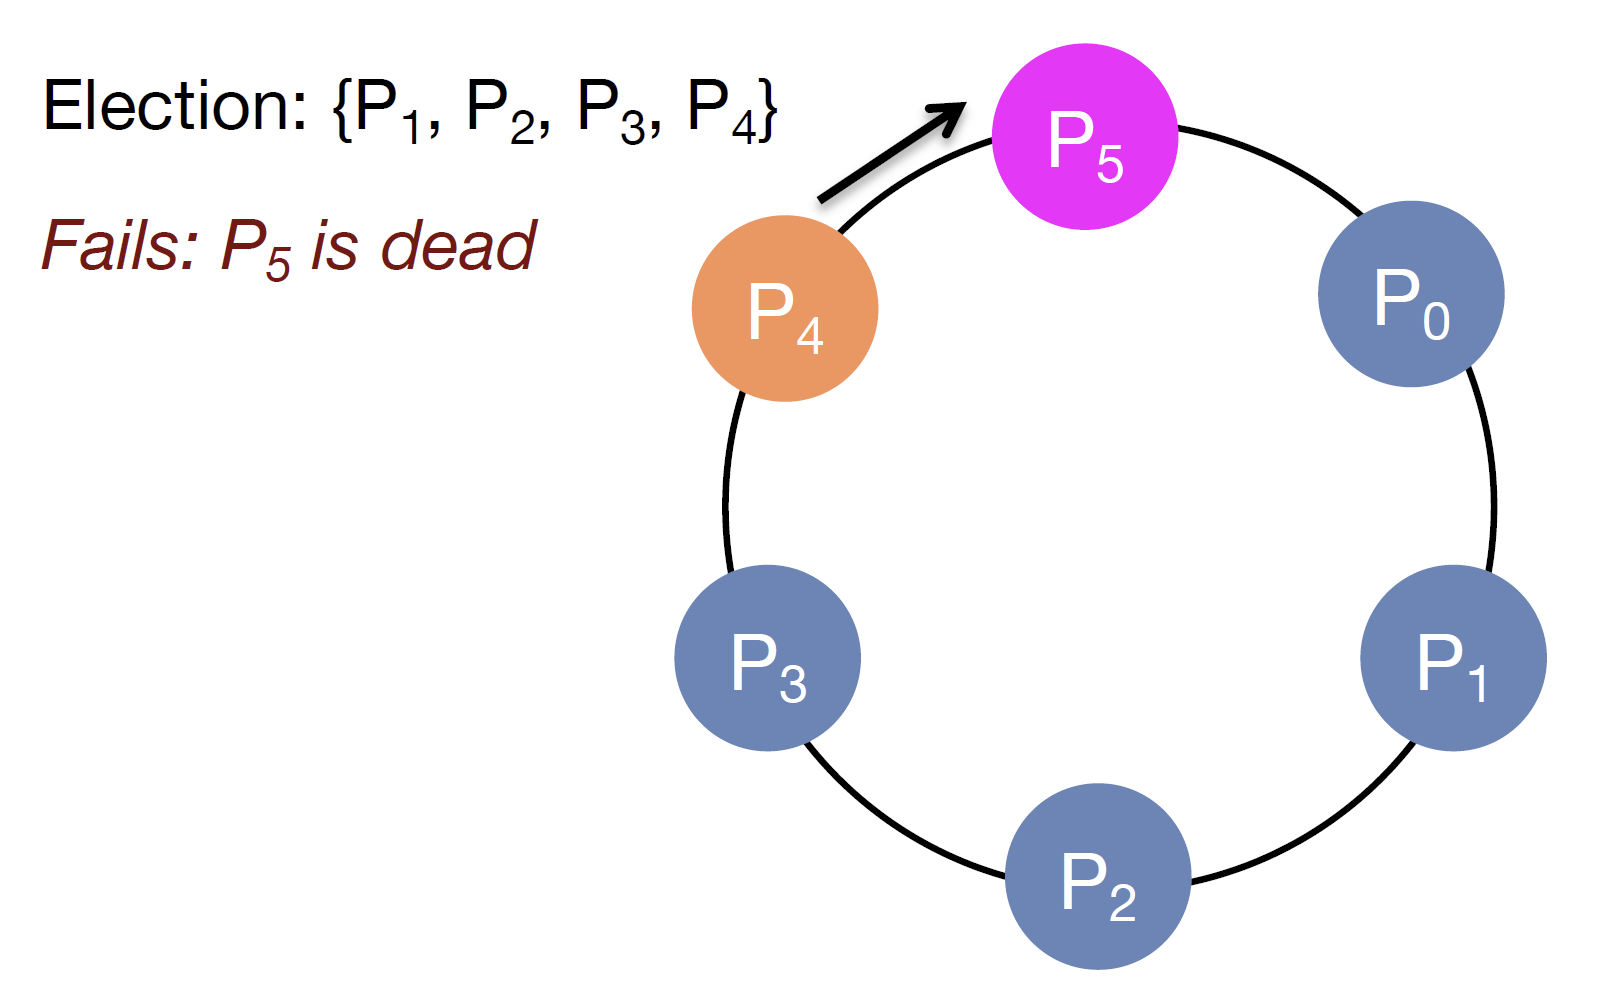 Election: {P₁, P₂, P₃, P₄}
Fails: P₅ is dead
P₅
P₀
P₄
P₃
P₁
P₂